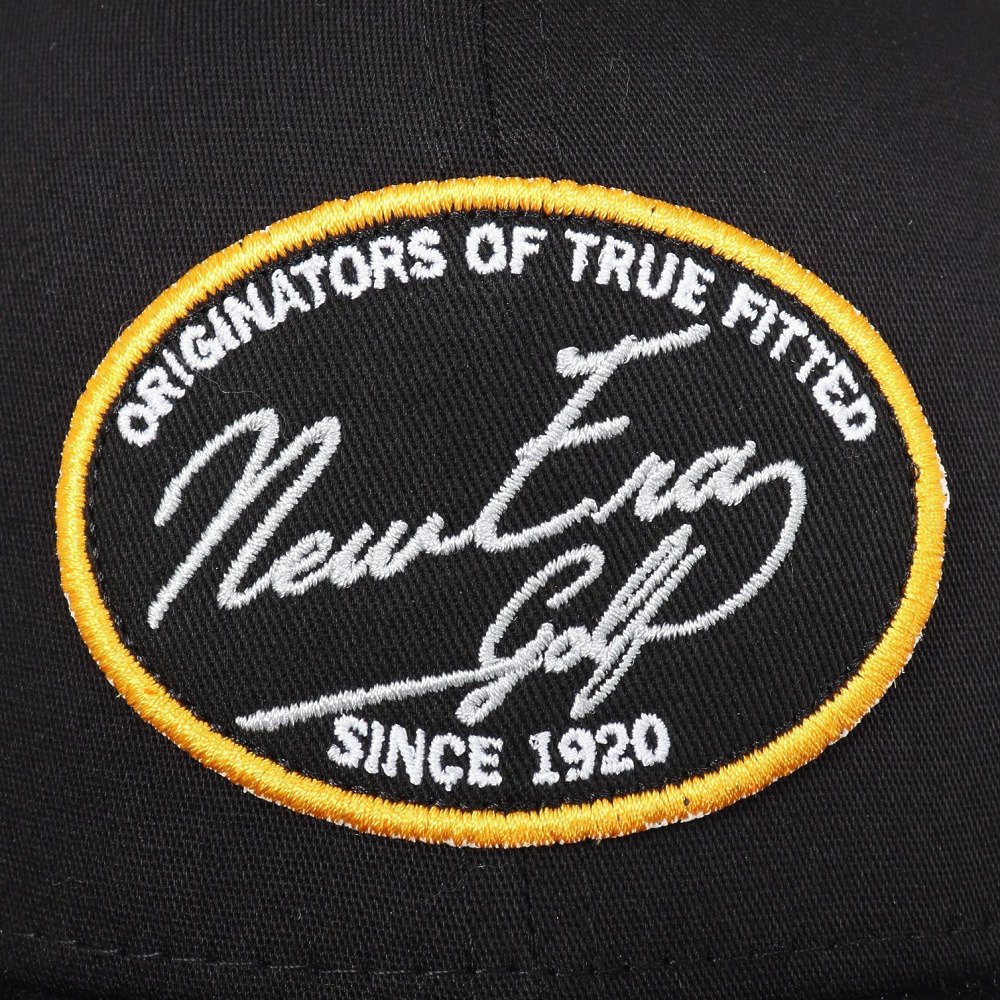 ORIGINATORS OF TRUE FITTED
New Era
Golf
SINCE 1920